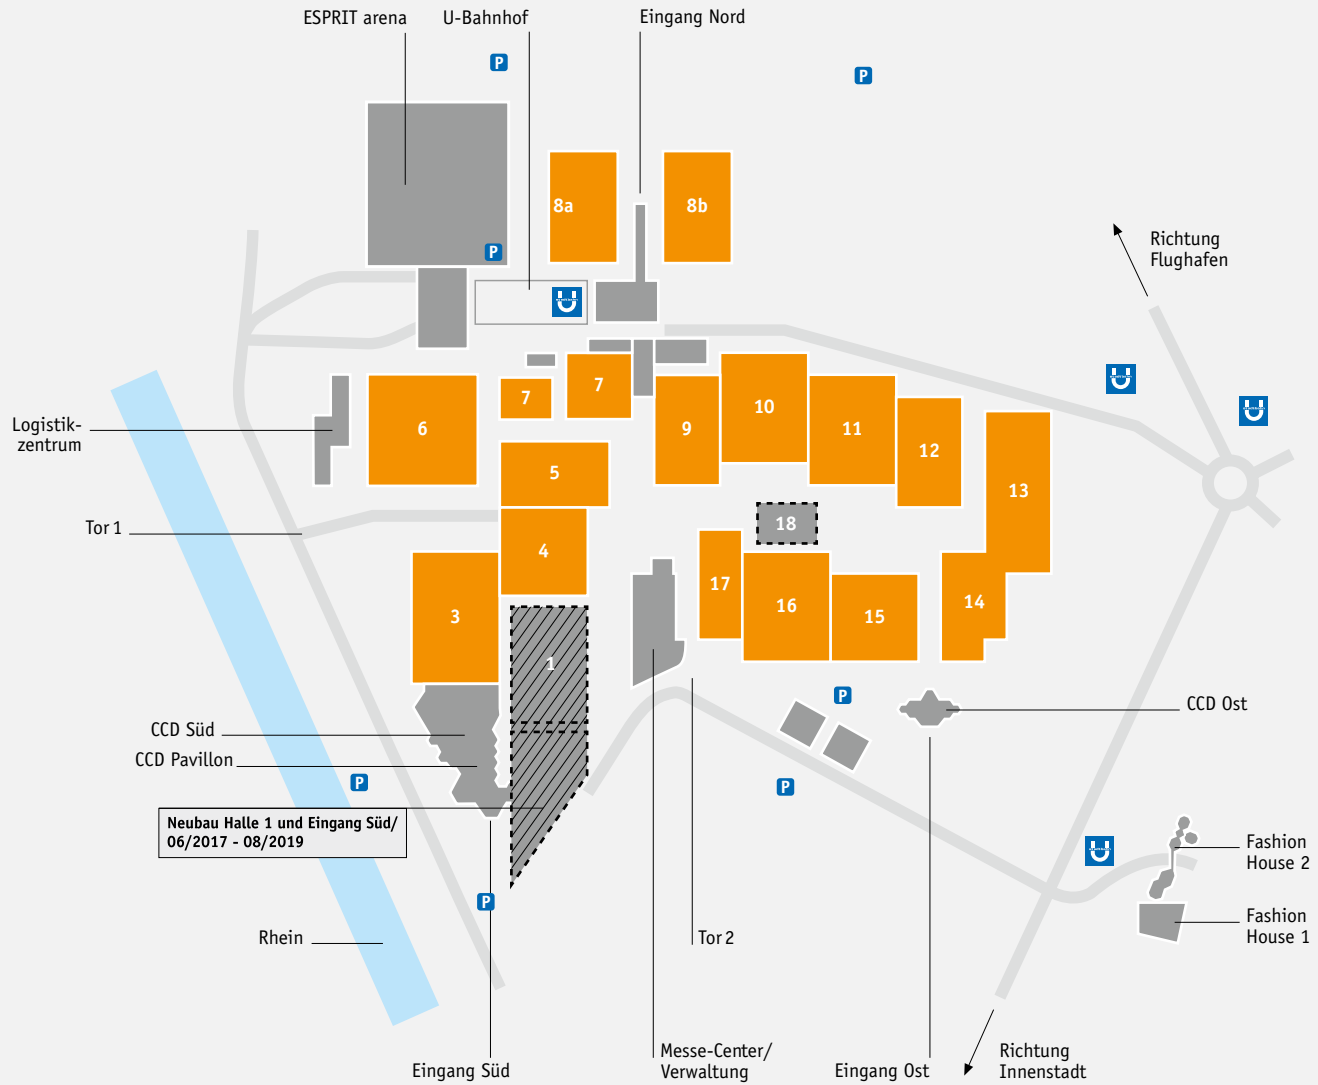 ESPRIT arena
U-Bahnhof
Eingang Nord
P
P
8a
8b
P
Richtung
Flughafen
U
U
U
7
7
6
9
10
11
12
13
Logistik-
zentrum
5
18
Tor 1
4
17
16
15
14
3
1
P
CCD Ost
CCD Süd
CCD Pavillon
P
P
Neubau Halle 1 und Eingang Süd/
06/2017 - 08/2019
U
Fashion
House 2
P
Fashion
House 1
Rhein
Tor 2
Eingang Süd
Messe-Center/
Verwaltung
Eingang Ost
Richtung
Innenstadt